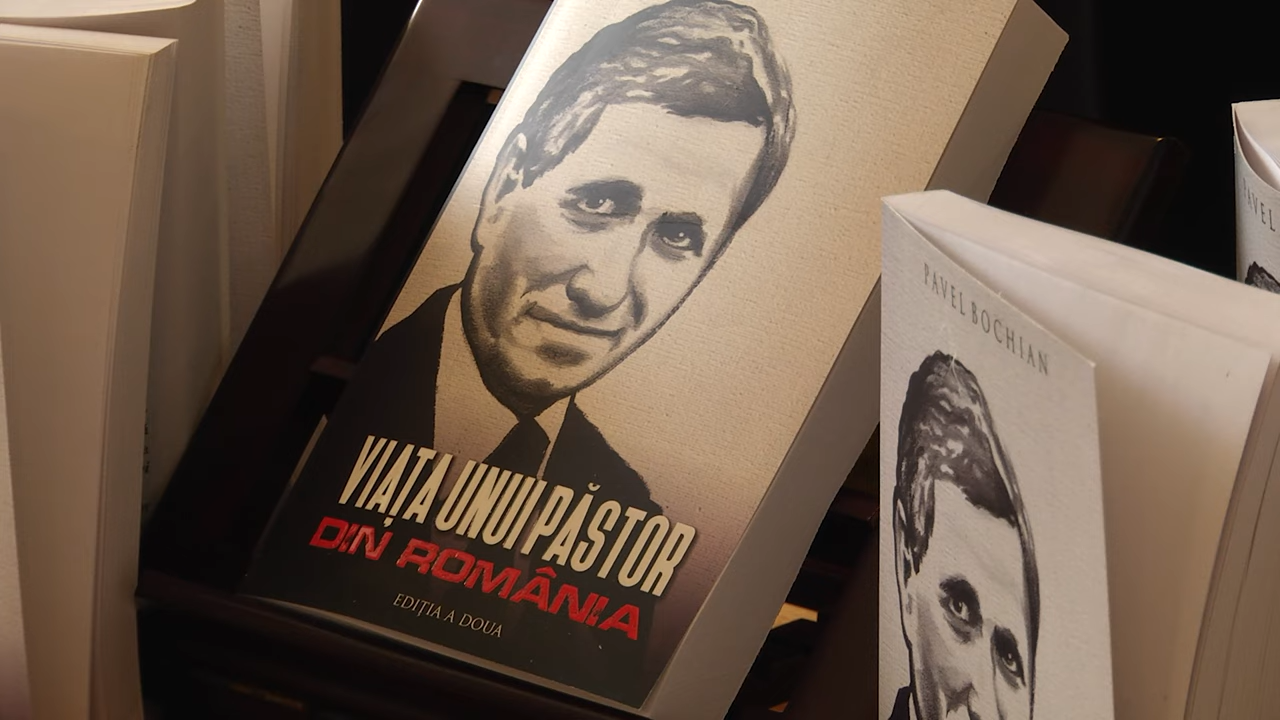 VIAȚA UNUI PĂSTOR
DIN ROMÂNIA
EDIȚIA A DOUA
PAVEL BOCHIAN
PAVEL